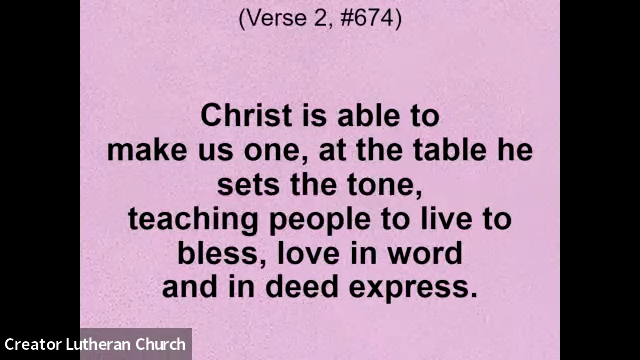 (Verse 2, #674)
Christ is able to
make us one, at the table he
sets the tone,
teaching people to live to
bless, love in word
and in deed express.
Creator Lutheran Church